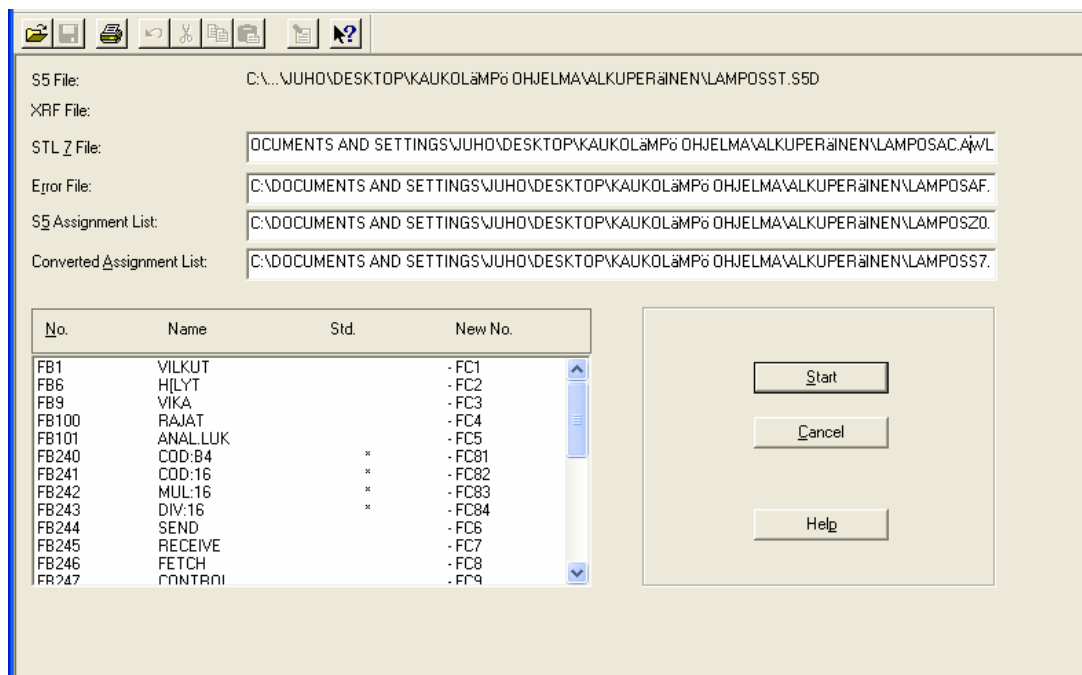 S5 File: C:\...\JUHO\DESKTOP\KAUKOLäMPö OHJELMA\ALKUPERäINEN\LAMPOSST.S5D
XRF File:
STL 7 File: OCUMENTS AND SETTINGS\JUHO\DESKTOP\KAUKOLäMPö OHJELMA\ALKUPERäINEN\LAMPOSAC.AWL
Error File: C:\DOCUMENTS AND SETTINGS\JUHO\DESKTOP\KAUKOLäMPö OHJELMA\ALKUPERäINEN\LAMPOSAF.
S5 Assignment List: C:\DOCUMENTS AND SETTINGS\JUHO\DESKTOP\KAUKOLäMPö OHJELMA\ALKUPERäINEN\LAMPOSZ0.
Converted Assignment List: C:\DOCUMENTS AND SETTINGS\JUHO\DESKTOP\KAUKOLäMPö OHJELMA\ALKUPERäINEN\LAMPOSS7.
No. Name Std. New No.
FB1 VILKUT - FC1
FB6 H[LYT - FC2
FB9 VIKA - FC3
FB100 RAJAT - FC4
FB101 ANAL.LUK - FC5
FB240 COD:B4 * - FC81
FB241 COD:16 * - FC82
FB242 MUL:16 * - FC83
FB243 DIV:16 * - FC84
FB244 SEND - FC6
FB245 RECEIVE - FC7
FB246 FETCH - FC8
FB247 CONTROL - FC9
Start
Cancel
Help